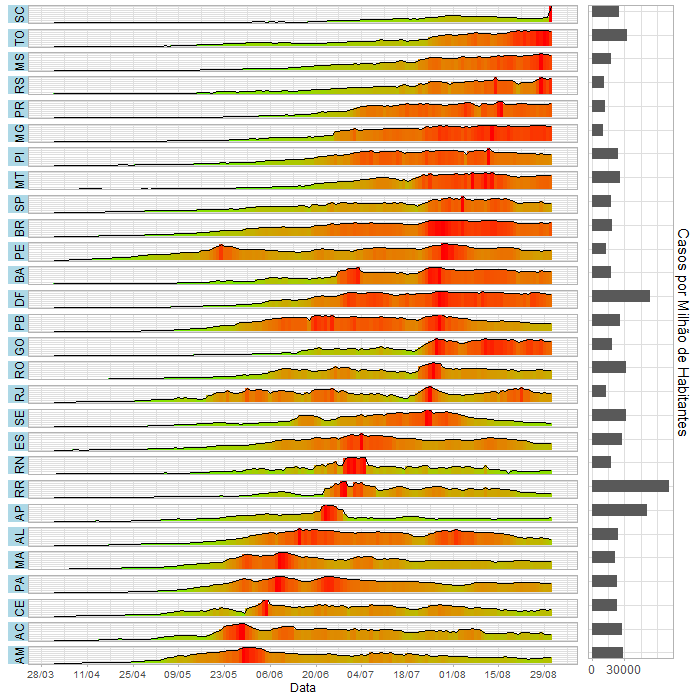 SC
TO
MS
RS
PR
MG
PI
MT
SP
BR
PE
BA
DF
PB
GO
RO
RJ
SE
ES
RN
RR
AP
AL
MA
PA
CE
AC
AM
28/03 11/04 25/04 09/05 23/05 06/06 20/06 04/07 18/07 01/08 15/08 29/08
Data
0 30000
Casos por Milhão de Habitantes